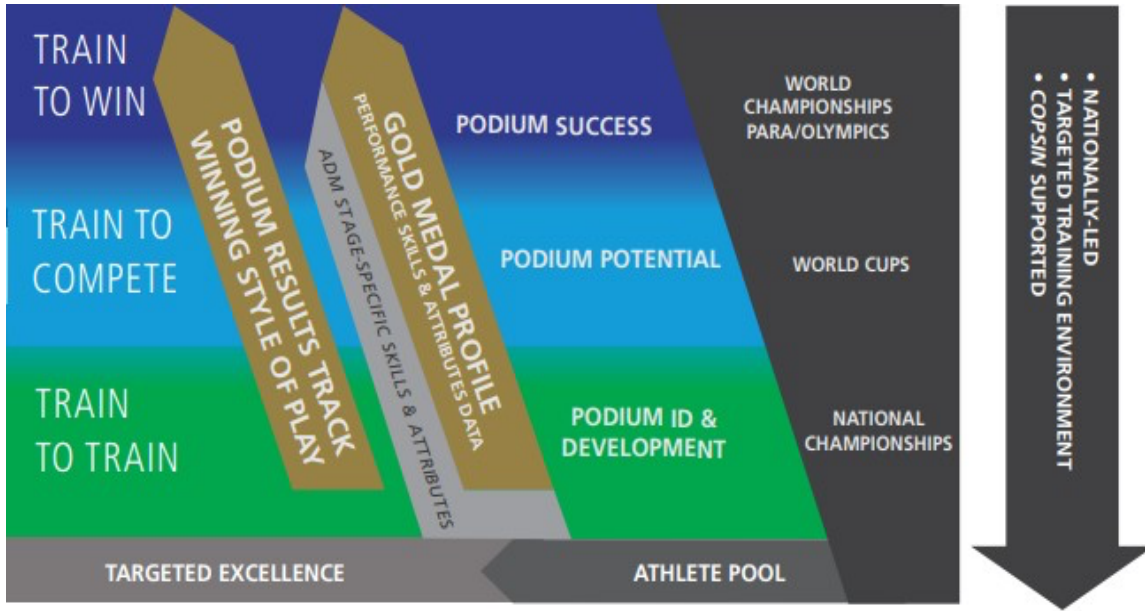 TRAIN
TO WIN
TRAIN TO
COMPETE
TRAIN
TO TRAIN
PODIUM RESULTS TRACK
WINNING STYLE OF PLAY
ADM STAGE-SPECIFIC SKILLS & ATTRIBUTES
GOLD MEDAL PROFILE
PERFORMANCE SKILLS & ATTRIBUTES DATA
PODIUM SUCCESS
PODIUM POTENTIAL
PODIUM ID &
DEVELOPMENT
WORLD
CHAMPIONSHIPS
PARA/OLYMPICS
WORLD CUPS
NATIONAL
CHAMPIONSHIPS
• NATIONALLY-LED
• TARGETED TRAINING ENVIRONMENT
• COPSIN SUPPORTED
TARGETED EXCELLENCE
ATHLETE POOL